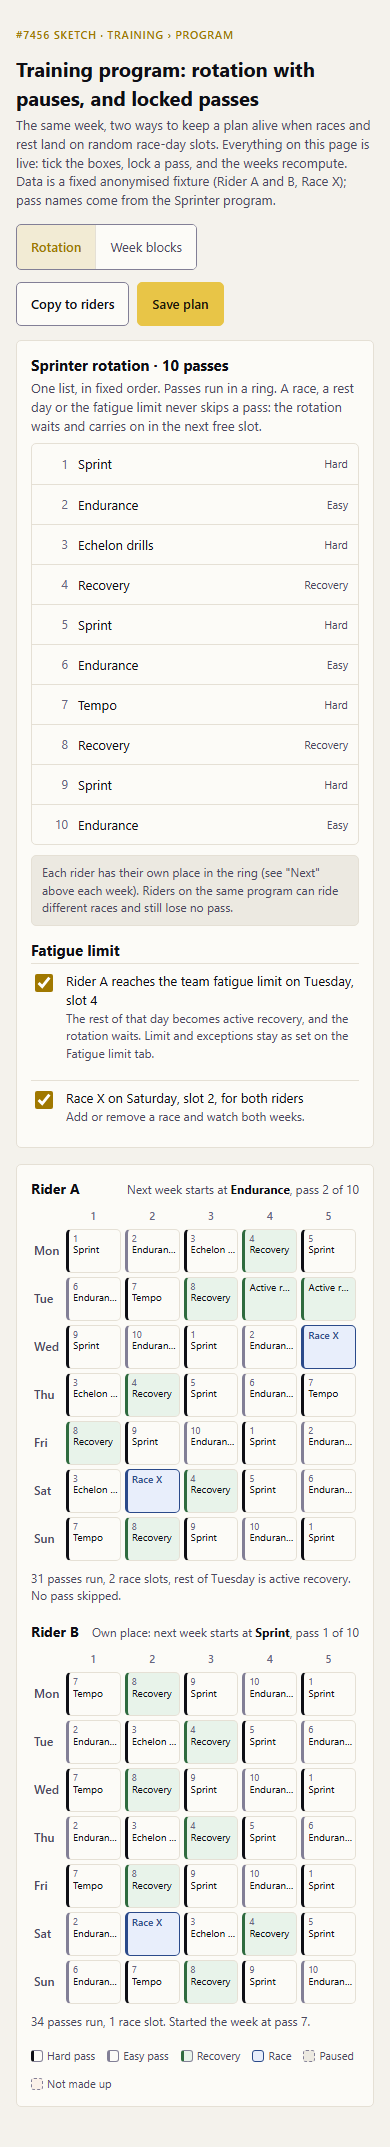 #7456 SKETCH · TRAINING › PROGRAM
Training program: rotation with
pauses, and locked passes
The same week, two ways to keep a plan alive when races and
rest land on random race-day slots. Everything on this page is
live: tick the boxes, lock a pass, and the weeks recompute.
Data is a fixed anonymised fixture (Rider A and B, Race X);
pass names come from the Sprinter program.
Rotation Week blocks
Copy to riders Save plan
Sprinter rotation · 10 passes
One list, in fixed order. Passes run in a ring. A race, a rest
day or the fatigue limit never skips a pass: the rotation
waits and carries on in the next free slot.
1 Sprint Hard
2 Endurance Easy
3 Echelon drills Hard
4 Recovery Recovery
5 Sprint Hard
6 Endurance Easy
7 Tempo Hard
8 Recovery Recovery
9 Sprint Hard
10 Endurance Easy
Each rider has their own place in the ring (see "Next"
above each week). Riders on the same program can ride
different races and still lose no pass.
Fatigue limit
Rider A reaches the team fatigue limit on Tuesday,
slot 4
The rest of that day becomes active recovery, and the
rotation waits. Limit and exceptions stay as set on the
Fatigue limit tab.
Race X on Saturday, slot 2, for both riders
Add or remove a race and watch both weeks.
Rider A Next week starts at Endurance, pass 2 of 10
1 2 3 4 5
1 2 3 4 5
Mon Sprint Enduran... Echelon ... Recovery Sprint
6 7 8 Active r... Active r...
Tue Enduran... Tempo Recovery
9 10 1 2 Race X
Wed Sprint Enduran... Sprint Enduran...
3 4 5 6 7
Thu Echelon ... Recovery Sprint Enduran... Tempo
8 9 10 1 2
Fri Recovery Sprint Enduran... Sprint Enduran...
3 Race X 4 5 6
Sat Echelon ... Recovery Sprint Enduran...
7 8 9 10 1
Sun Tempo Recovery Sprint Enduran... Sprint
31 passes run, 2 race slots, rest of Tuesday is active recovery.
No pass skipped.
Rider B Own place: next week starts at Sprint, pass 1 of 10
1 2 3 4 5
7 8 9 10 1
Mon Tempo Recovery Sprint Enduran... Sprint
2 3 4 5 6
Tue Enduran... Echelon ... Recovery Sprint Enduran...
7 8 9 10 1
Wed Tempo Recovery Sprint Enduran... Sprint
2 3 4 5 6
Thu Enduran... Echelon ... Recovery Sprint Enduran...
7 8 9 10 1
Fri Tempo Recovery Sprint Enduran... Sprint
2 Race X 3 4 5
Sat Enduran... Echelon ... Recovery Sprint
6 7 8 9 10
Sun Enduran... Tempo Recovery Sprint Enduran...
34 passes run, 1 race slot. Started the week at pass 7.
Hard pass Easy pass Recovery Race Paused
Not made up